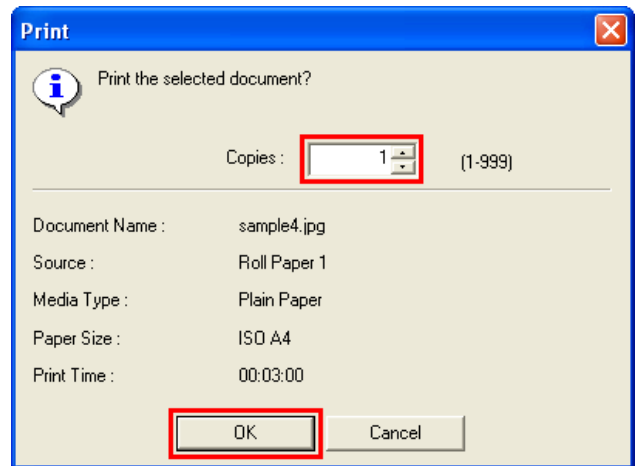 Print
Print the selected document?
Copies : 1 (1-999)
Document Name : sample4.jpg
Source : Roll Paper 1
Media Type : Plain Paper
Paper Size : ISO A4
Print Time : 00:03:00
OK Cancel